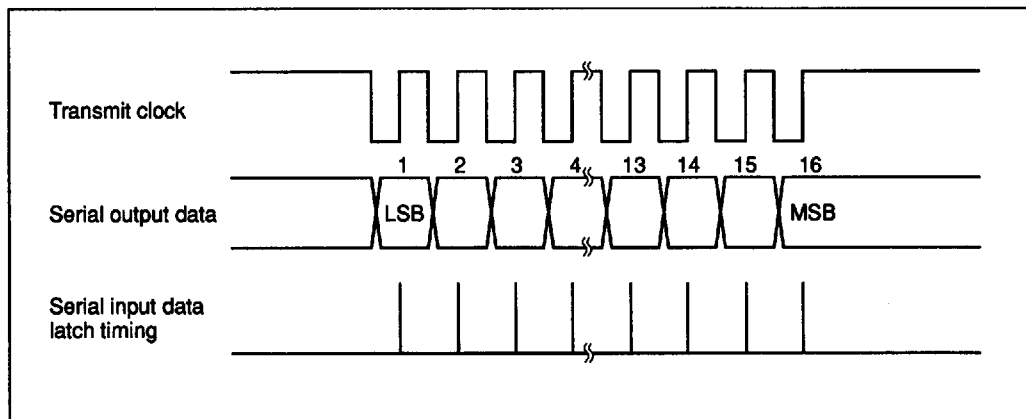 Transmit clock
1 2 3 4 13 14 15 16
Serial output data
LSB
MSB
Serial input data
latch timing